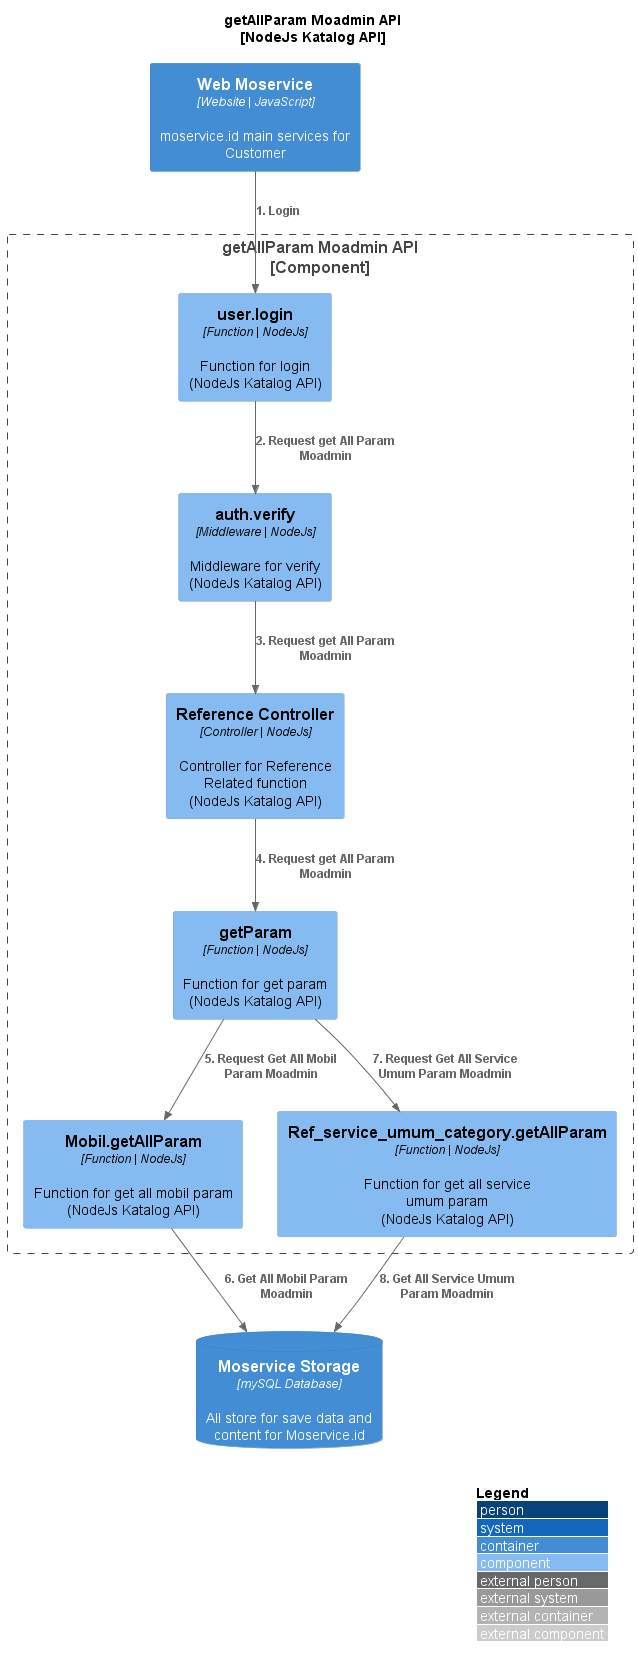 getAllParam Moadmin API
[NodeJs Katalog API]
Web Moservice
[Website | JavaScript]
moservice.id main services for
Customer
1. Login
getAllParam Moadmin API
[Component]
user.login
[Function | NodeJs]
Function for login
(NodeJs Katalog API)
2. Request get All Param
Moadmin
auth.verify
[Middleware | NodeJs]
Middleware for verify
(NodeJs Katalog API)
3. Request get All Param
Moadmin
Reference Controller
[Controller | NodeJs]
Controller for Reference
Related function
(NodeJs Katalog API)
4. Request get All Param
Moadmin
getParam
[Function | NodeJs]
Function for get param
(NodeJs Katalog API)
5. Request Get All Mobil
Param Moadmin
7. Request Get All Service
Umum Param Moadmin
Mobil.getAllParam
[Function | NodeJs]
Function for get all mobil param
(NodeJs Katalog API)
Ref_service_umum_category.getAllParam
[Function | NodeJs]
Function for get all service
umum param
(NodeJs Katalog API)
6. Get All Mobil Param
Moadmin
8. Get All Service Umum
Param Moadmin
Moservice Storage
[mySQL Database]
All store for save data and
content for Moservice.id
Legend
person
system
container
component
external person
external system
external container
external component